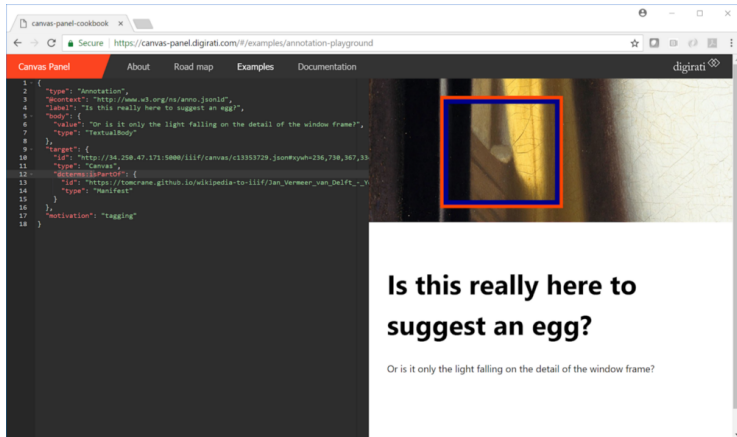 canvas-panel-cookbook
Secure https://canvas-panel.digirati.com/#/examples/annotation-playground
Canvas Panel About Road map Examples Documentation digirati
1 {
2 "type": "Annotation",
3 "@context": "http://www.w3.org/ns/anno.jsonld",
4 "label": "Is this really here to suggest an egg?",
5 "body": {
6 "value": "Or is it only the light falling on the detail of the window frame?",
7 "type": "TextualBody"
8 },
9 "target": {
10 "id": "http://34.250.47.171:5000/iiif/canvas/c13353729.json#xywh=236,730,367,33
11 "type": "Canvas",
12 "dcterms:isPartOf": {
13 "id": "https://tomcrane.github.io/wikipedia-to-iiif/Jan_Vermeer_van_Delft_-_Y
14 "type": "Manifest"
15 }
16 },
17 "motivation": "tagging"
18 }
Is this really here to
suggest an egg?
Or is it only the light falling on the detail of the window frame?